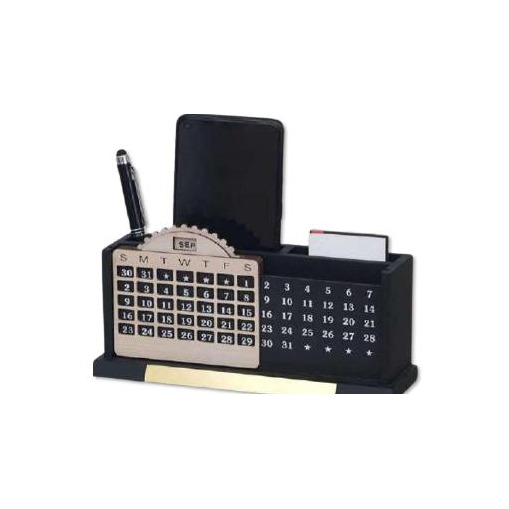 SEP
S M T W T F S
30 31 ★ ★ ★ ★ 1 2 3 4 5 6 7
2 3 4 5 6 7 8 9 10 11 12 13 14
9 10 11 12 13 14 15 16 17 18 19 20 21
16 17 18 19 20 21 22 23 24 25 26 27 28
23 24 25 26 27 28 29 30 31 ★ ★ ★ ★